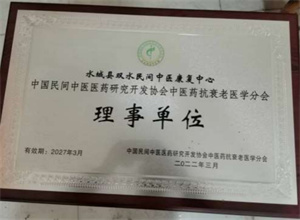 水城县双水民间中医康复中心
中国民间中医医药研究开发协会中医药抗衰老医学分会
理事单位
有效期：2027年3月
中国民间中医医药研究开发协会中医药抗衰老医学分会
二〇二二年三月